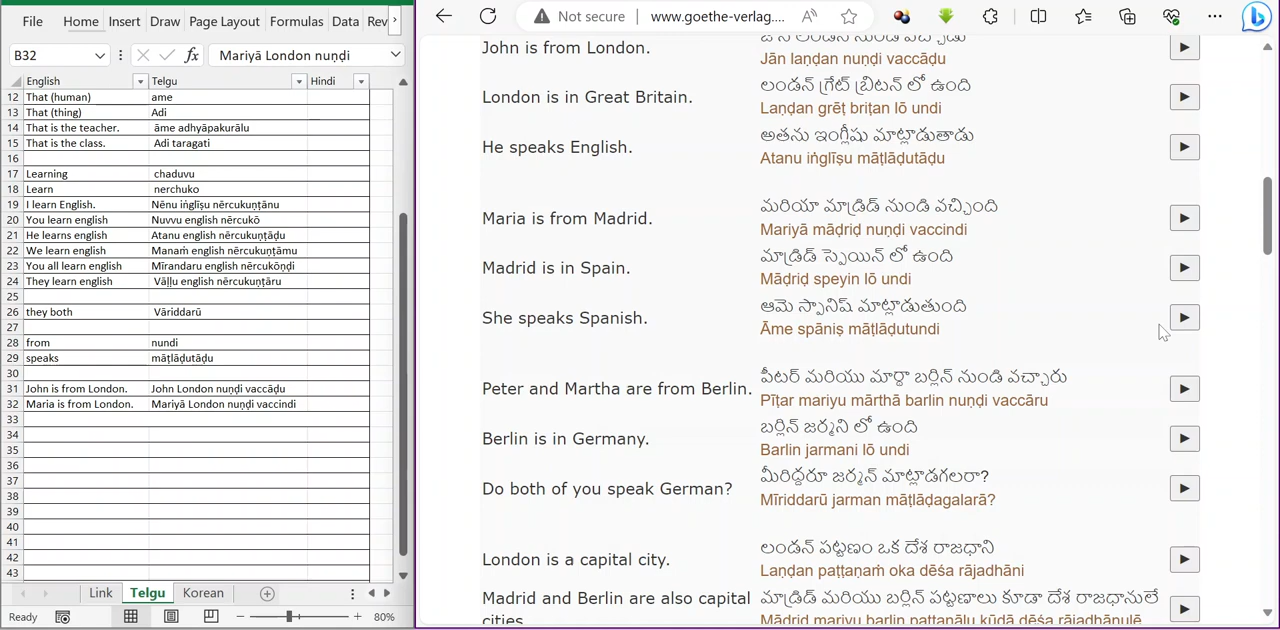 File Home Insert Draw Page Layout Formulas Data Rev
B32 fx Mariyā London nuṇḍi
English Telgu Hindi
12 That (human) ame
13 That (thing) Adi
14 That is the teacher. āme adhyāpakurālu
15 That is the class. Adi taragati
16
17 Learning chaduvu
18 Learn nerchuko
19 I learn English. Nēnu iṅglīṣu nērcukuṇṭānu
20 You learn english Nuvvu english nērcukō
21 He learns english Atanu english nērcukuṇṭāḍu
22 We learn english Manaṁ english nērcukuṇṭāmu
23 You all learn english Mīrandaru english nērcukōṇḍi
24 They learn english Vāḷḷu english nērcukuṇṭāru
25
26 they both Vāriddarū
27
28 from nundi
29 speaks māṭlāḍutāḍu
30
31 John is from London. John London nuṇḍi vaccāḍu
32 Maria is from London. Mariyā London nuṇḍi vaccindi
33
34
35
36
37
38
39
40
41
42
43
Link Telgu Korean
Ready 80%
Not secure www.goethe-verlag....
John is from London.
Jān laṇḍan nuṇḍi vaccāḍu
London is in Great Britain. లండన్ గ్రేట్ బ్రిటన్ లో ఉంది
Laṇḍan grēṭ briṭan lō undi
He speaks English. అతను ఇంగ్లీషు మాట్లాడుతాడు
Atanu iṅglīṣu māṭlāḍutāḍu
Maria is from Madrid. మరియా మాడ్రిడ్ నుండి వచ్చింది
Mariyā māḍriḍ nuṇḍi vaccindi
Madrid is in Spain. మాడ్రిడ్ స్పెయిన్ లో ఉంది
Māḍriḍ speyin lō undi
She speaks Spanish. ఆమె స్పానిష్ మాట్లాడుతుంది
Āme spāniṣ māṭlāḍutundi
Peter and Martha are from Berlin. పీటర్ మరియు మార్థా బర్లిన్ నుండి వచ్చారు
Pīṭar mariyu mārthā barlin nuṇḍi vaccāru
Berlin is in Germany. బర్లిన్ జర్మని లో ఉంది
Barlin jarmani lō undi
Do both of you speak German? మీరిద్దరూ జర్మన్ మాట్లాడగలరా?
Mīriddarū jarman māṭlāḍagalarā?
London is a capital city. లండన్ పట్టణం ఒక దేశ రాజధాని
Laṇḍan paṭṭaṇaṁ oka dēśa rājadhāni
Madrid and Berlin are also capital మాడ్రిడ్ మరియు బర్లిన్ పట్టణాలు కూడా దేశ రాజధానులే
cities. Mādrid mariyu barlin pattanālu kūdā dēśa rājadhānulē